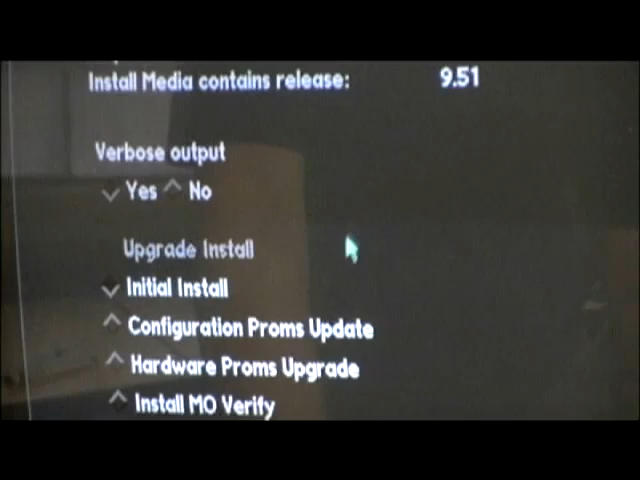 Install Media contains release: 9.51
Verbose output
Yes No
Upgrade Install
Initial Install
Configuration Proms Update
Hardware Proms Upgrade
Install MO Verify